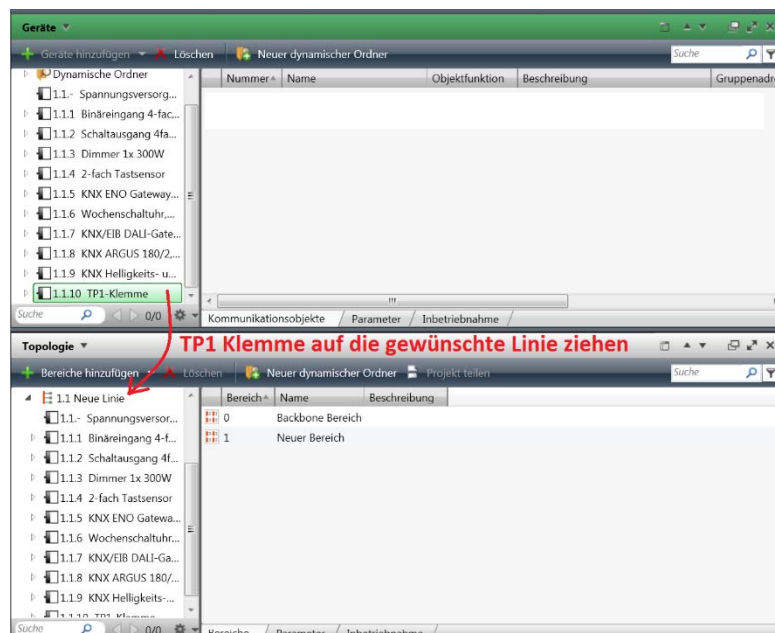 Geräte
Geräte hinzufügen Löschen Neuer dynamischer Ordner Suche
Dynamische Ordner
1.1.- Spannungsversorg...
1.1.1 Binäreingang 4-fac...
1.1.2 Schaltausgang 4fa...
1.1.3 Dimmer 1x 300W
1.1.4 2-fach Tastsensor
1.1.5 KNX ENO Gateway...
1.1.6 Wochenschaltuhr,...
1.1.7 KNX/EIB DALI-Gate...
1.1.8 KNX ARGUS 180/2,...
1.1.9 KNX Helligkeits- u...
1.1.10 TP1-Klemme
Suche 0/0
Nummer Name Objektfunktion Beschreibung Gruppenadre
Kommunikationsobjekte Parameter Inbetriebnahme
Topologie
TP1 Klemme auf die gewünschte Linie ziehen
Bereiche hinzufügen Löschen Neuer dynamischer Ordner Projekt teilen Suche
1.1 Neue Linie
1.1.- Spannungsversor...
1.1.1 Binäreingang 4-f...
1.1.2 Schaltausgang 4f...
1.1.3 Dimmer 1x 300W
1.1.4 2-fach Tastsensor
1.1.5 KNX ENO Gatewa...
1.1.6 Wochenschaltuhr...
1.1.7 KNX/EIB DALI-Ga...
1.1.8 KNX ARGUS 180/...
1.1.9 KNX Helligkeits-...
1.1.10 TP1-Klemme
Suche 0/0
Bereich Name Beschreibung
0 Backbone Bereich
1 Neuer Bereich
Bereiche Parameter Inbetriebnahme